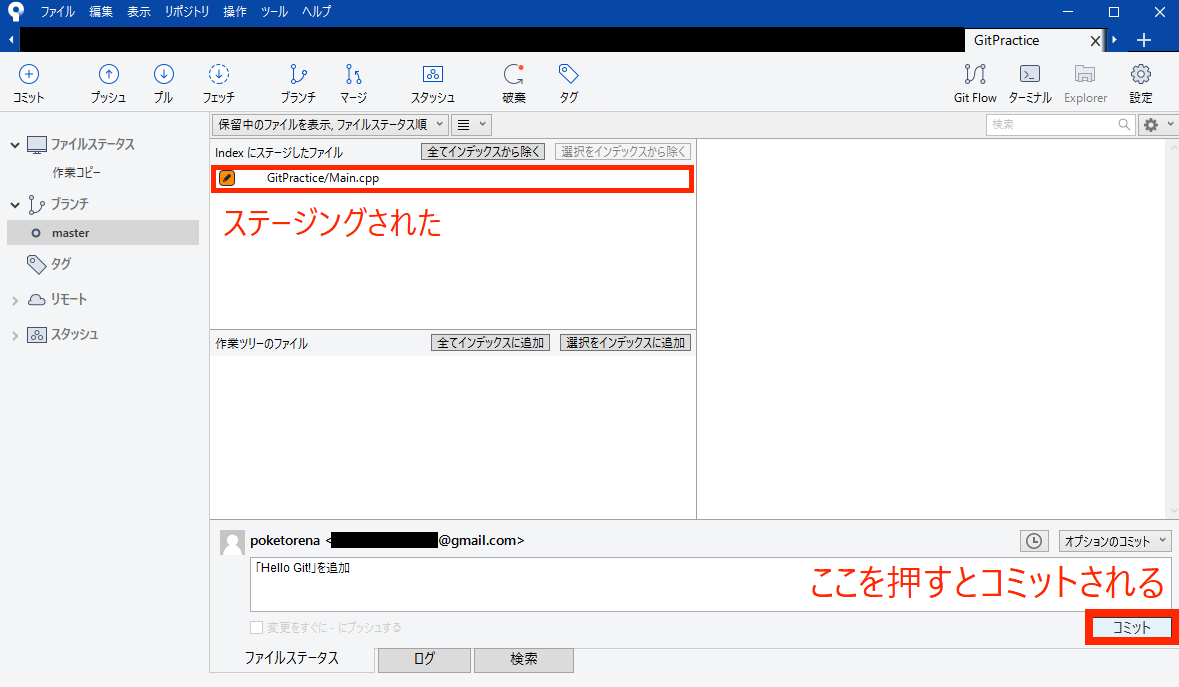 ファイル 編集 表示 リポジトリ 操作 ツール ヘルプ
GitPractice
コミット プッシュ プル フェッチ ブランチ マージ スタッシュ 破棄 タグ Git Flow ターミナル Explorer 設定
保留中のファイルを表示, ファイルステータス順 検索
ファイルステータス
作業コピー
ブランチ
master
タグ
リモート
スタッシュ
Index にステージしたファイル 全てインデックスから除く 選択をインデックスから除く
GitPractice/Main.cpp
ステージングされた
作業ツリーのファイル 全てインデックスに追加 選択をインデックスに追加
poketorena < @gmail.com> オプションのコミット
「Hello Git!」を追加
ここを押すとコミットされる
変更をすぐに - にプッシュする コミット
ファイルステータス ログ 検索